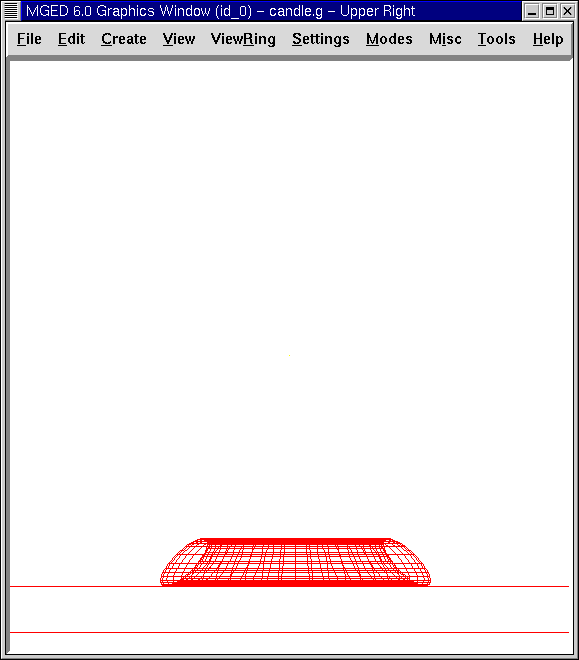 MGED 6.0 Graphics Window (id_0) – candle.g – Upper Right
File Edit Create View ViewRing Settings Modes Misc Tools Help